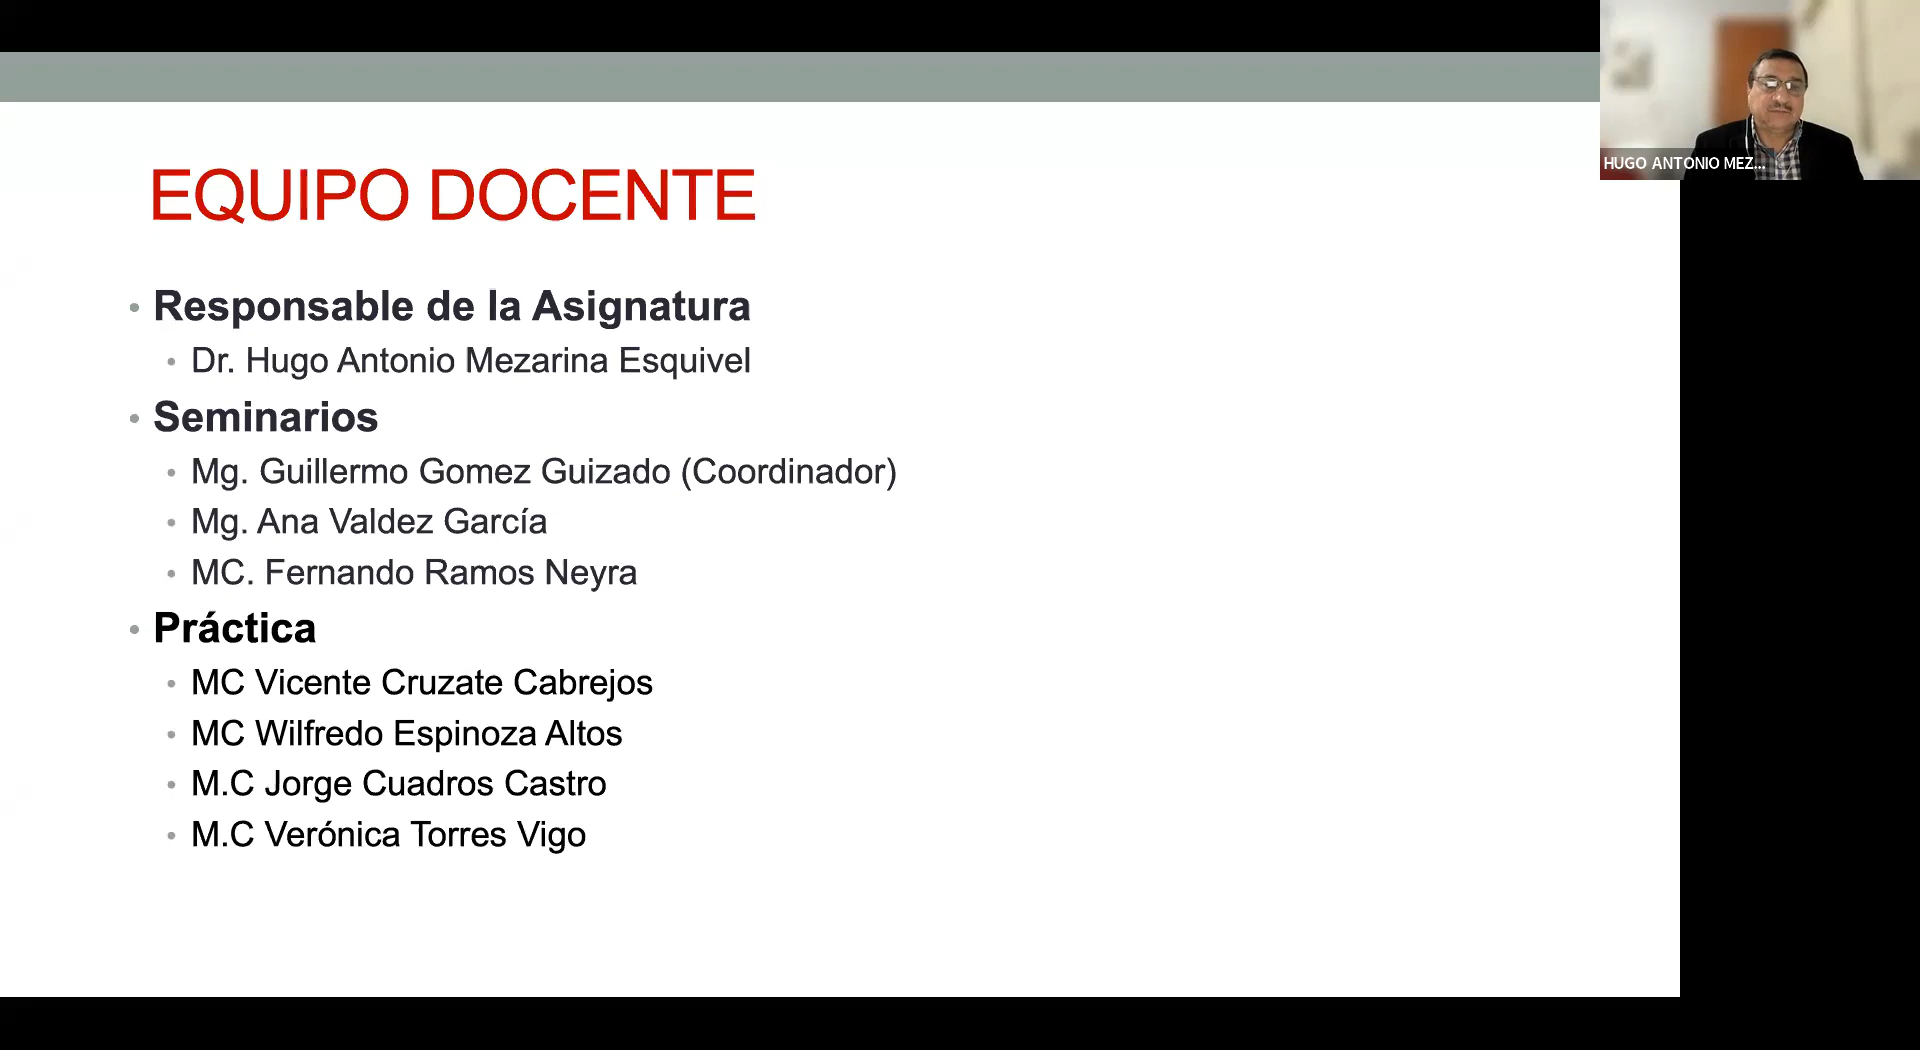 HUGO ANTONIO MEZ...
EQUIPO DOCENTE
• Responsable de la Asignatura
• Dr. Hugo Antonio Mezarina Esquivel
• Seminarios
• Mg. Guillermo Gomez Guizado (Coordinador)
• Mg. Ana Valdez García
• MC. Fernando Ramos Neyra
• Práctica
• MC Vicente Cruzate Cabrejos
• MC Wilfredo Espinoza Altos
• M.C Jorge Cuadros Castro
• M.C Verónica Torres Vigo